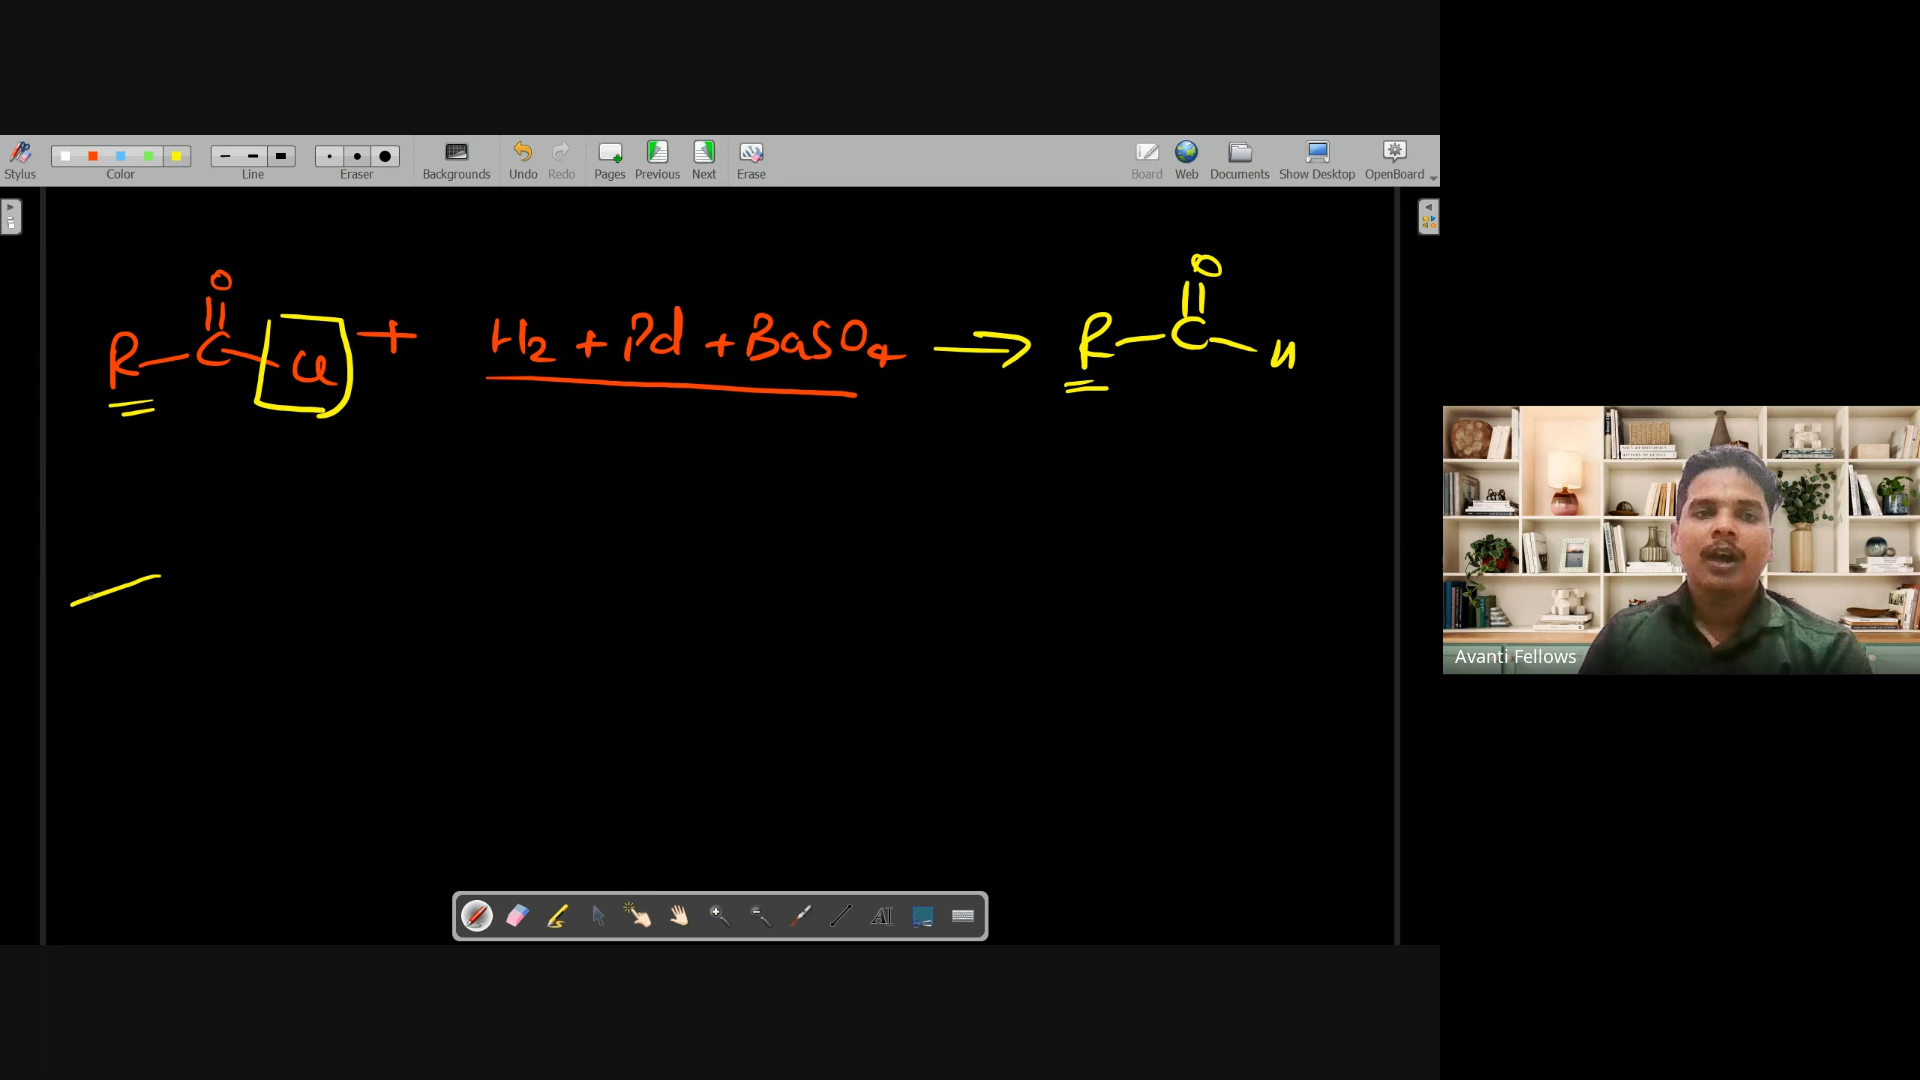 Stylus Color Line Eraser Backgrounds Undo Redo Pages Previous Next Erase Board Web Documents Show Desktop OpenBoard
O O
R-C-Cl + H2 + Pd + BaSO4 → R-C-H
Avanti Fellows